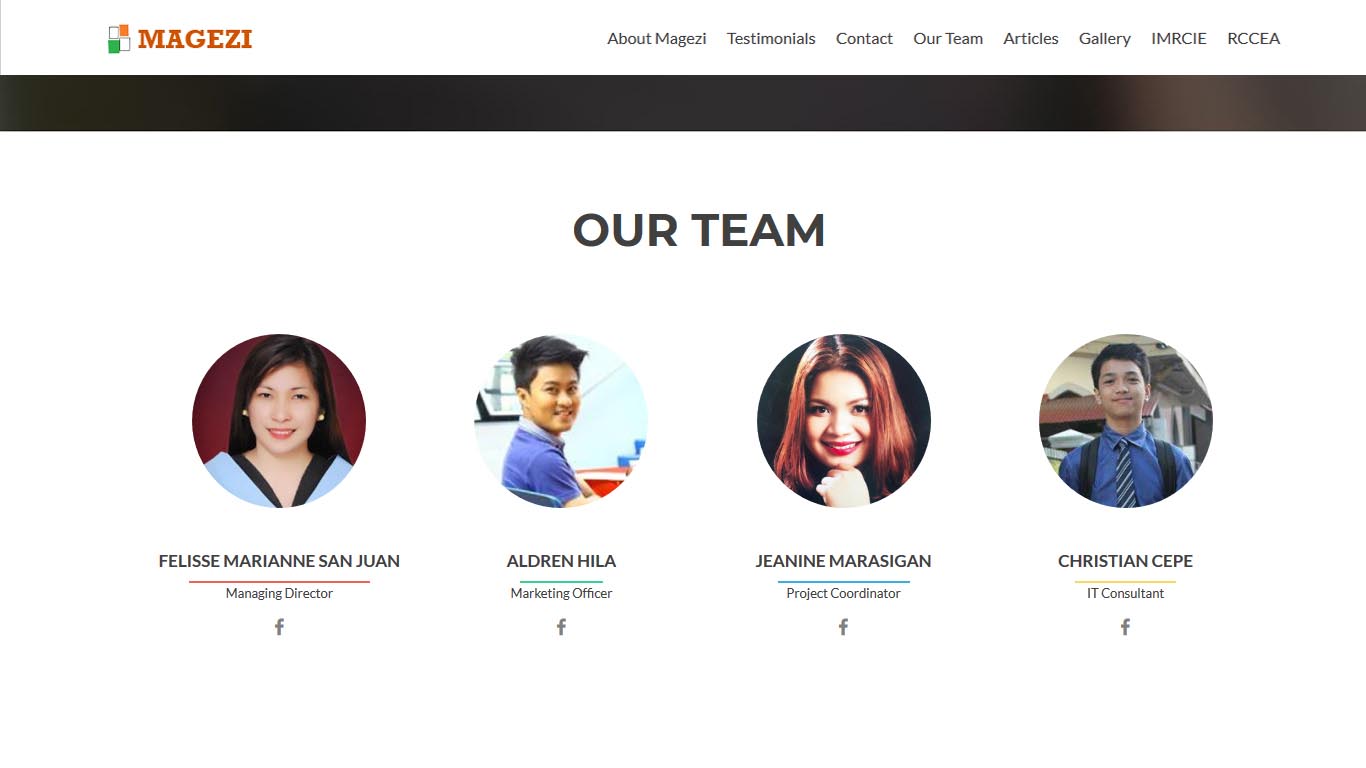 MAGEZI
About Magezi Testimonials Contact Our Team Articles Gallery IMRCIE RCCEA
OUR TEAM
FELISSE MARIANNE SAN JUAN
Managing Director
ALDREN HILA
Marketing Officer
JEANINE MARASIGAN
Project Coordinator
CHRISTIAN CEPE
IT Consultant